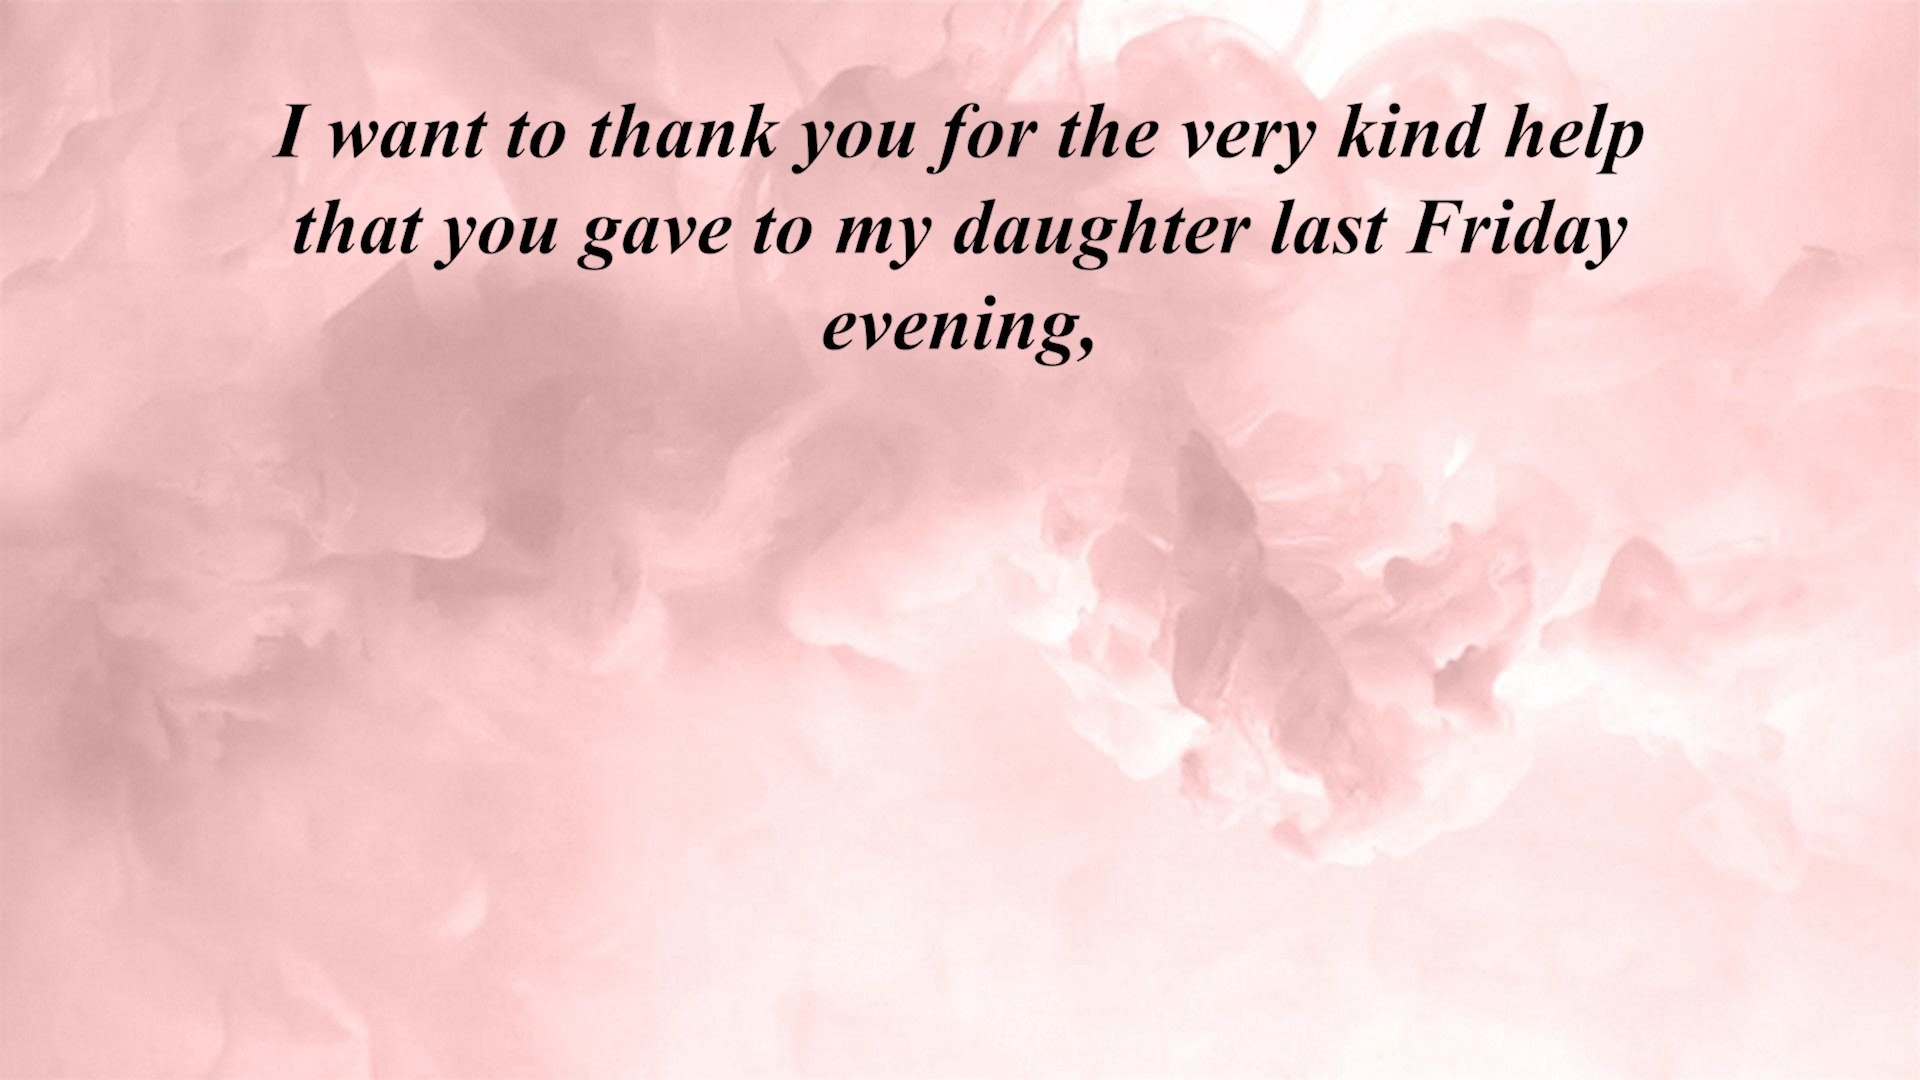 I want to thank you for the very kind help
that you gave to my daughter last Friday
evening,